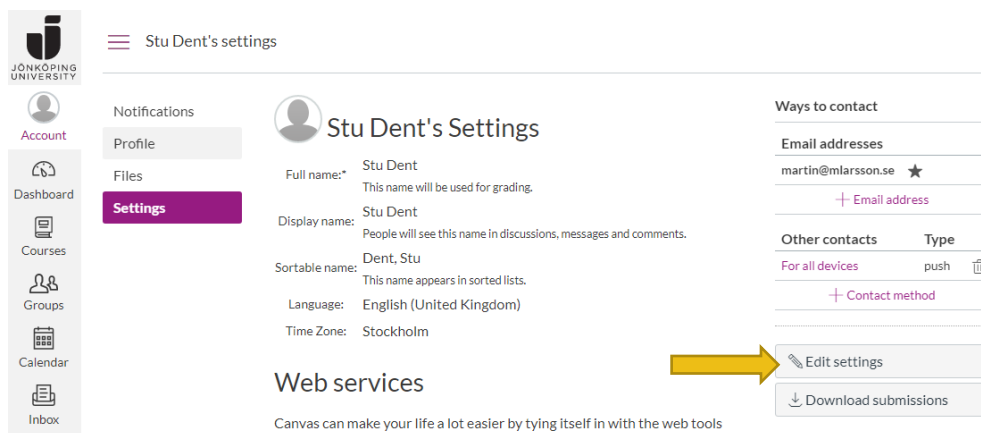 JÖNKÖPING
UNIVERSITY
Account
Dashboard
Courses
Groups
Calendar
Inbox
Stu Dent's settings
Notifications
Profile
Files
Settings
Stu Dent's Settings
Full name:* Stu Dent
This name will be used for grading.
Display name: Stu Dent
People will see this name in discussions, messages and comments.
Sortable name: Dent, Stu
This name appears in sorted lists.
Language: English (United Kingdom)
Time Zone: Stockholm
Web services
Canvas can make your life a lot easier by tying itself in with the web tools
Ways to contact
Email addresses
martin@mlarsson.se ★
+ Email address
Other contacts Type
For all devices push
+ Contact method
Edit settings
Download submissions